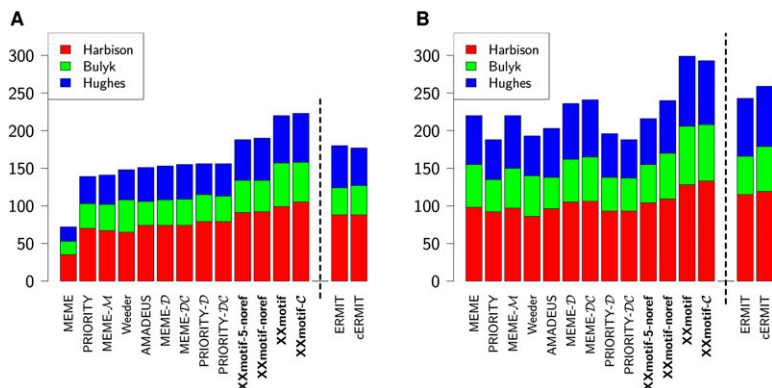 A
B
300
250
200
150
100
50
0
Harbison
Bulyk
Hughes
MEME
PRIORITY
MEME-M
Weeder
AMADEUS
MEME-D
MEME-DC
PRIORITY-D
PRIORITY-DC
XXmotif-5-noref
XXmotif-noref
XXmotif
XXmotif-C
ERMIT
cERMIT
300
250
200
150
100
50
0
Harbison
Bulyk
Hughes
MEME
PRIORITY
MEME-M
Weeder
AMADEUS
MEME-D
MEME-DC
PRIORITY-D
PRIORITY-DC
XXmotif-5-noref
XXmotif-noref
XXmotif
XXmotif-C
ERMIT
cERMIT